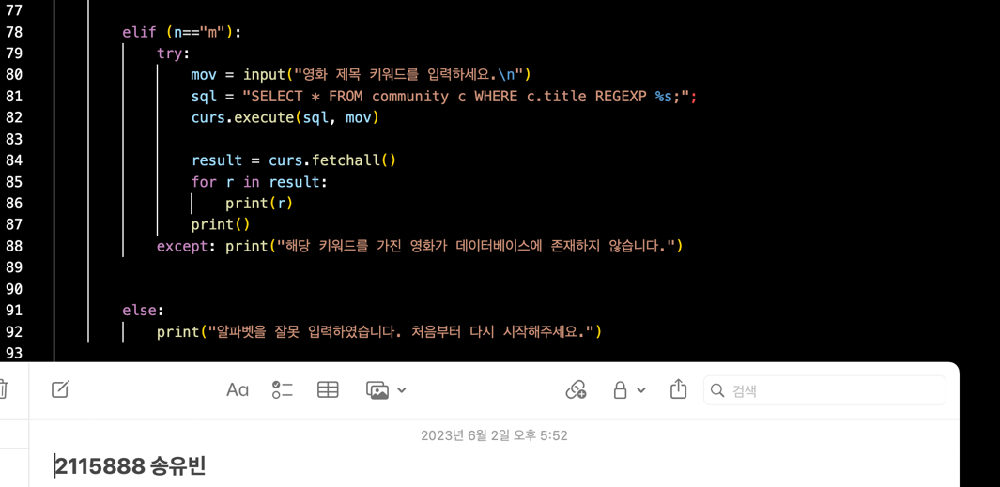 77
78 elif (n=="m"):
79 try:
80 mov = input("영화 제목 키워드를 입력하세요.\n")
81 sql = "SELECT * FROM community c WHERE c.title REGEXP %s;";
82 curs.execute(sql, mov)
83
84 result = curs.fetchall()
85 for r in result:
86 print(r)
87 print()
88 except: print("해당 키워드를 가진 영화가 데이터베이스에 존재하지 않습니다.")
89
90
91 else:
92 print("알파벳을 잘못 입력하였습니다. 처음부터 다시 시작해주세요.")
93
Aa
검색
2023년 6월 2일 오후 5:52
2115888 송유빈